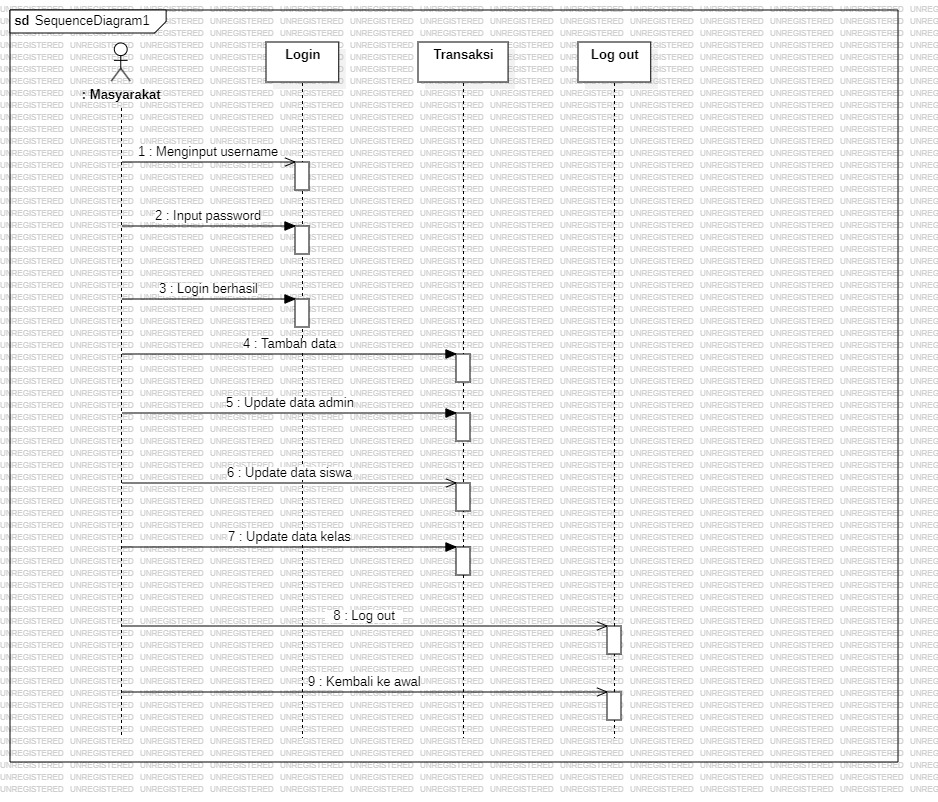 sd SequenceDiagram1
Login
Transaksi
Log out
: Masyarakat
1 : Menginput username
2 : Input password
3 : Login berhasil
4 : Tambah data
5 : Update data admin
6 : Update data siswa
7 : Update data kelas
8 : Log out
9 : Kembali ke awal
UNREGISTERED